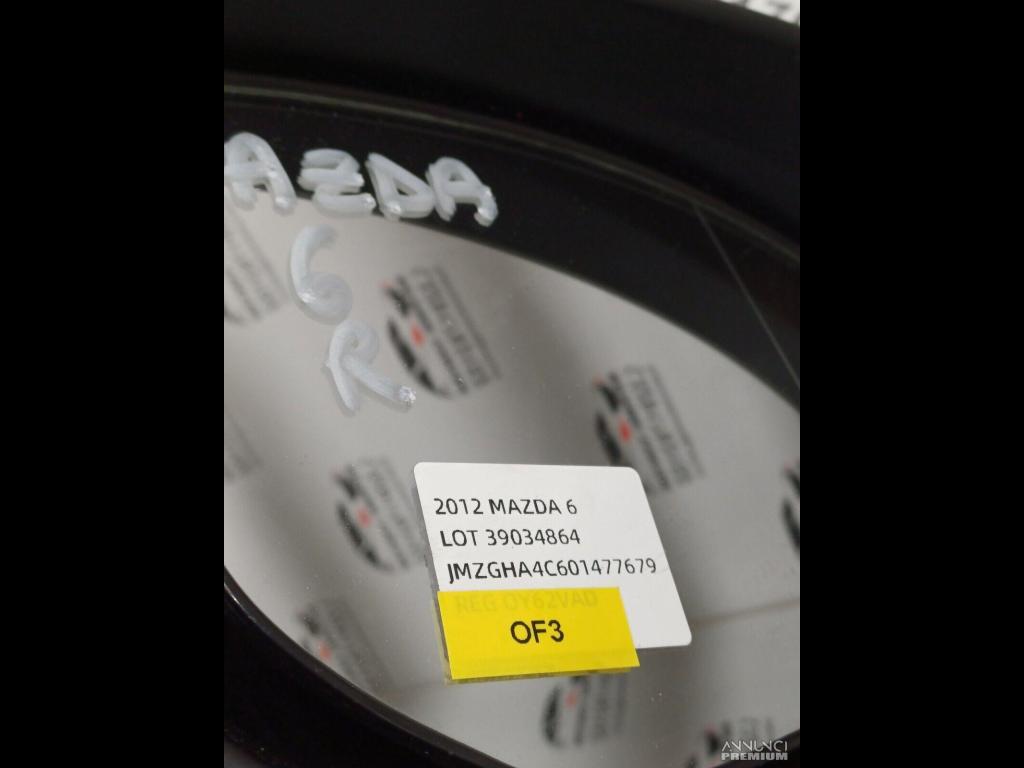 AZDA
6
R
2012 MAZDA 6
LOT 39034864
JMZGHA4C601477679
REG OY62VAD
OF3
ANNUNCI
PREMIUM